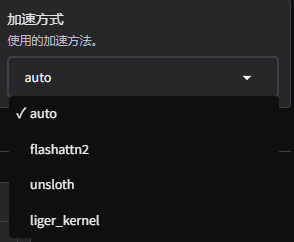 加速方式
使用的加速方法。
auto
✓ auto
flashattn2
unsloth
liger_kernel